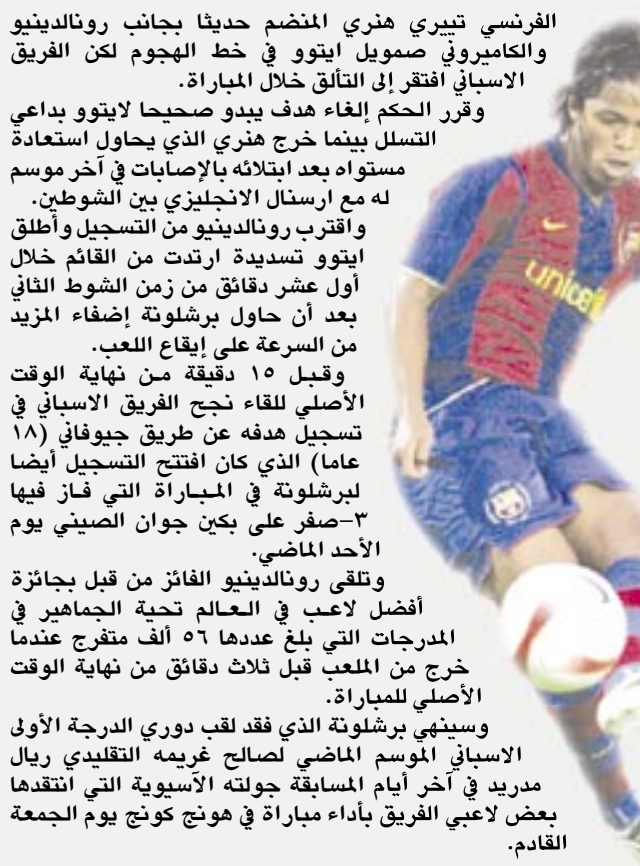 الفرنسي تييري هنري المنضم حديثا بجانب رونالدينيو
والكاميروني صمويل ايتوو في خط الهجوم لكن الفريق
الاسباني افتقر إلى التألق خلال المباراة.
وقرر الحكم إلغاء هدف يبدو صحيحا لايتوو بداعي
التسلل بينما خرج هنري الذي يحاول استعادة
مستواه بعد ابتلائه بالإصابات في آخر موسم
له مع ارسنال الانجليزي بين الشوطين.
واقترب رونالدينيو من التسجيل وأطلق
ايتوو تسديدة ارتدت من القائم خلال
أول عشر دقائق من زمن الشوط الثاني
بعد أن حاول برشلونة إضفاء المزيد
من السرعة على إيقاع اللعب.
وقبل ١٥ دقيقة من نهاية الوقت
الأصلي للقاء نجح الفريق الاسباني في
تسجيل هدفه عن طريق جيوفاني (١٨
عاما) الذي كان افتتح التسجيل أيضا
لبرشلونة في المباراة التي فاز فيها
٣-صفر على بكين جوان الصيني يوم
الأحد الماضي.
وتلقى رونالدينيو الفائز من قبل بجائزة
أفضل لاعب في العالم تحية الجماهير في
المدرجات التي بلغ عددها ٥٦ ألف متفرج عندما
خرج من الملعب قبل ثلاث دقائق من نهاية الوقت
الأصلي للمباراة.
وسينهي برشلونة الذي فقد لقب دوري الدرجة الأولى
الاسباني الموسم الماضي لصالح غريمه التقليدي ريال
مدريد في آخر أيام المسابقة جولته الآسيوية التي انتقدها
بعض لاعبي الفريق بأداء مباراة في هونج كونج يوم الجمعة
القادم.
unicef